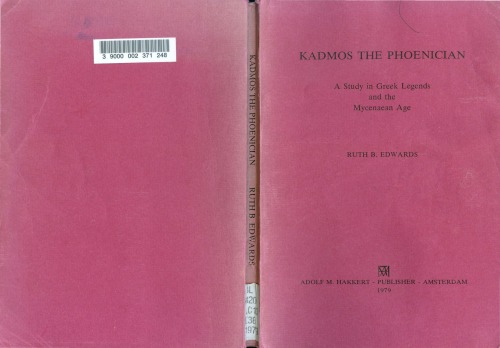 3 9000 002 371 248
KADMOS THE PHOENICIAN RUTH B. EDWARDS
KADMOS THE PHOENICIAN
A Study in Greek Legends
and the
Mycenaean Age
RUTH B. EDWARDS
ADOLF M. HAKKERT - PUBLISHER - AMSTERDAM
1979